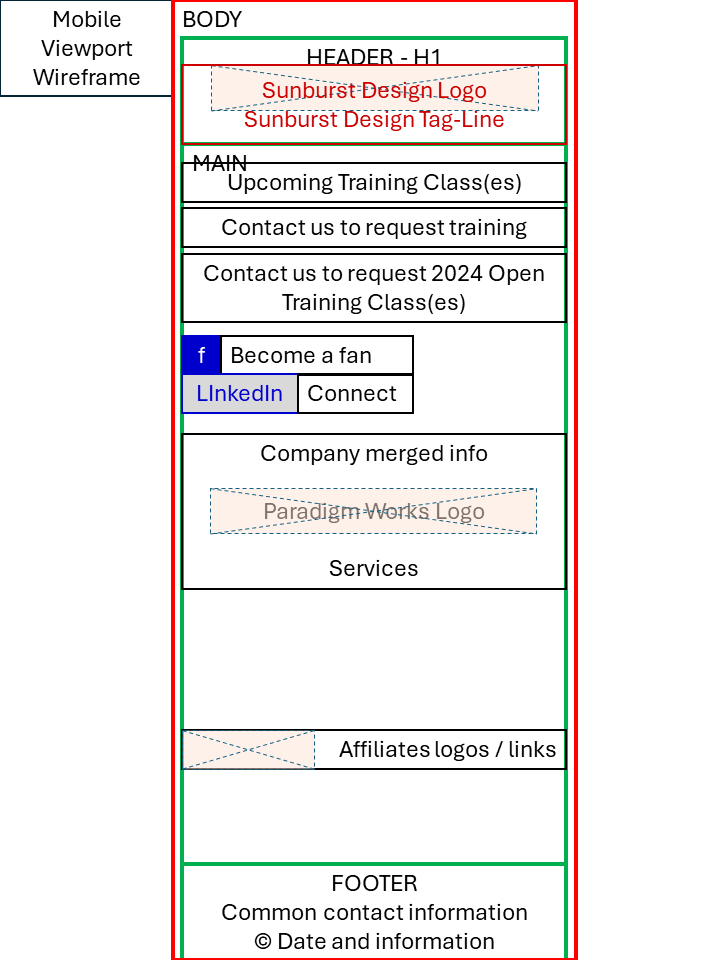 Mobile
Viewport
Wireframe
BODY
HEADER - H1
Sunburst Design Logo
Sunburst Design Tag-Line
MAIN
Upcoming Training Class(es)
Contact us to request training
Contact us to request 2024 Open
Training Class(es)
f Become a fan
LInkedIn Connect
Company merged info
Paradigm Works Logo
Services
Affiliates logos / links
FOOTER
Common contact information
© Date and information